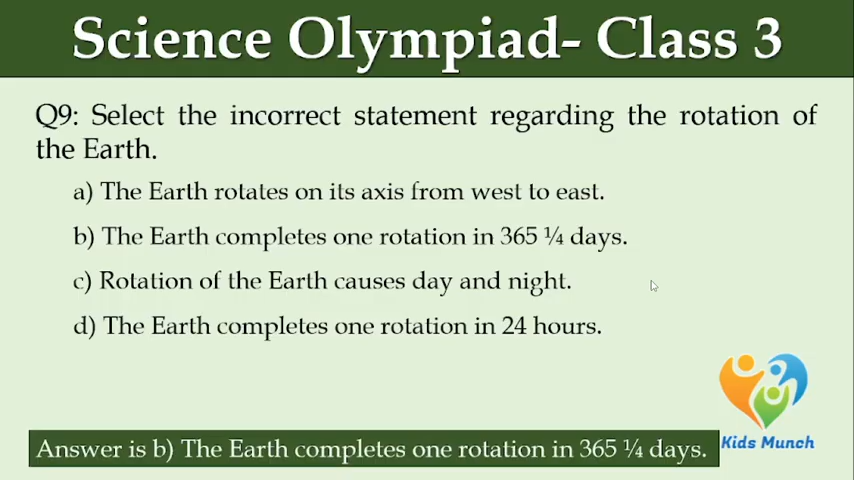 Science Olympiad- Class 3
Q9: Select the incorrect statement regarding the rotation of
the Earth.
a) The Earth rotates on its axis from west to east.
b) The Earth completes one rotation in 365 ¼ days.
c) Rotation of the Earth causes day and night.
d) The Earth completes one rotation in 24 hours.
Answer is b) The Earth completes one rotation in 365 ¼ days.
Kids Munch